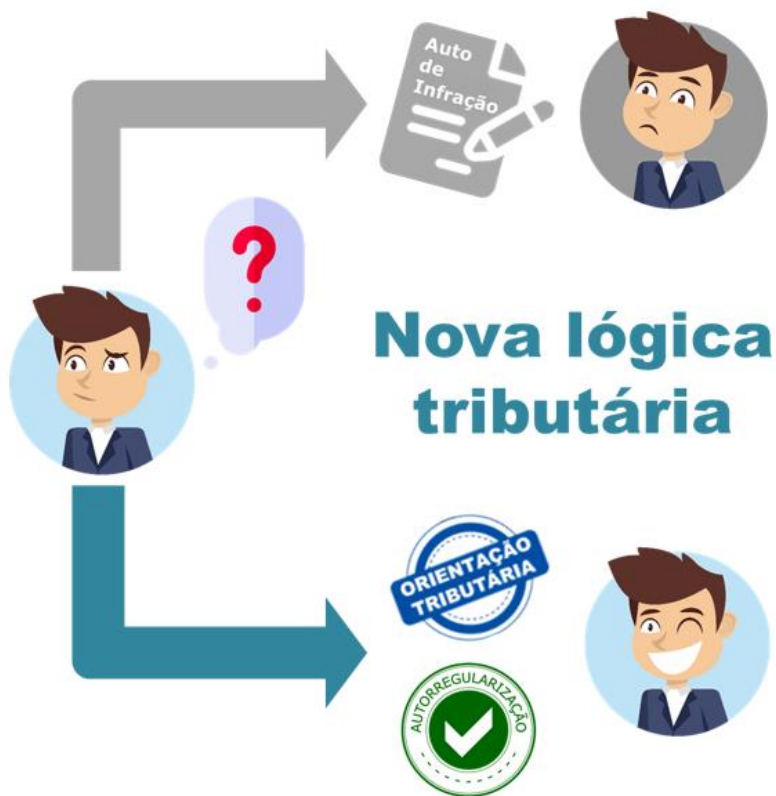 Auto
de
Infração
?
Nova lógica
tributária
ORIENTAÇÃO
TRIBUTÁRIA
AUTORREGULARIZAÇÃO